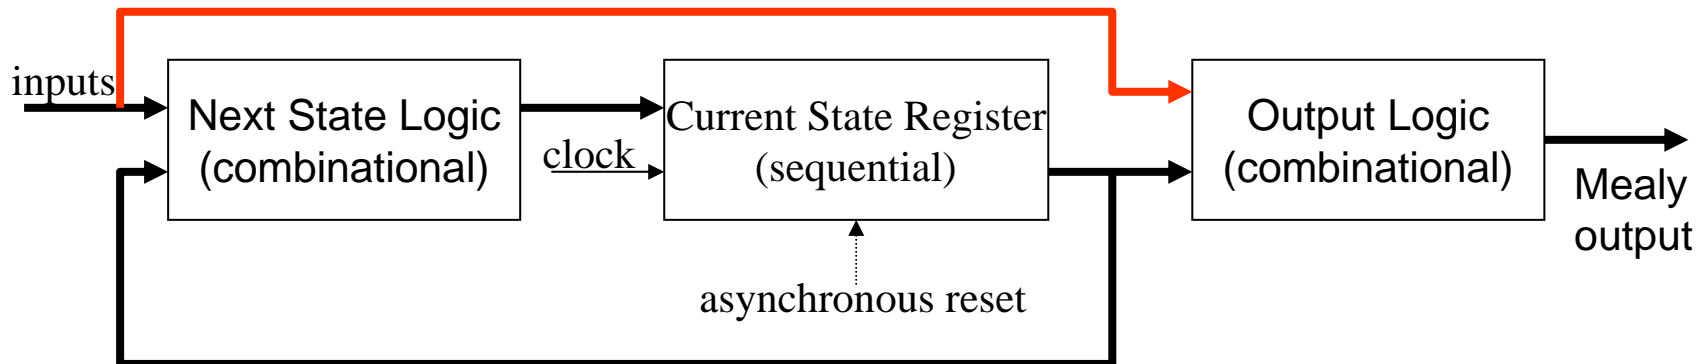 inputs
Next State Logic
(combinational)
clock
Current State Register
(sequential)
asynchronous reset
Output Logic
(combinational)
Mealy
output